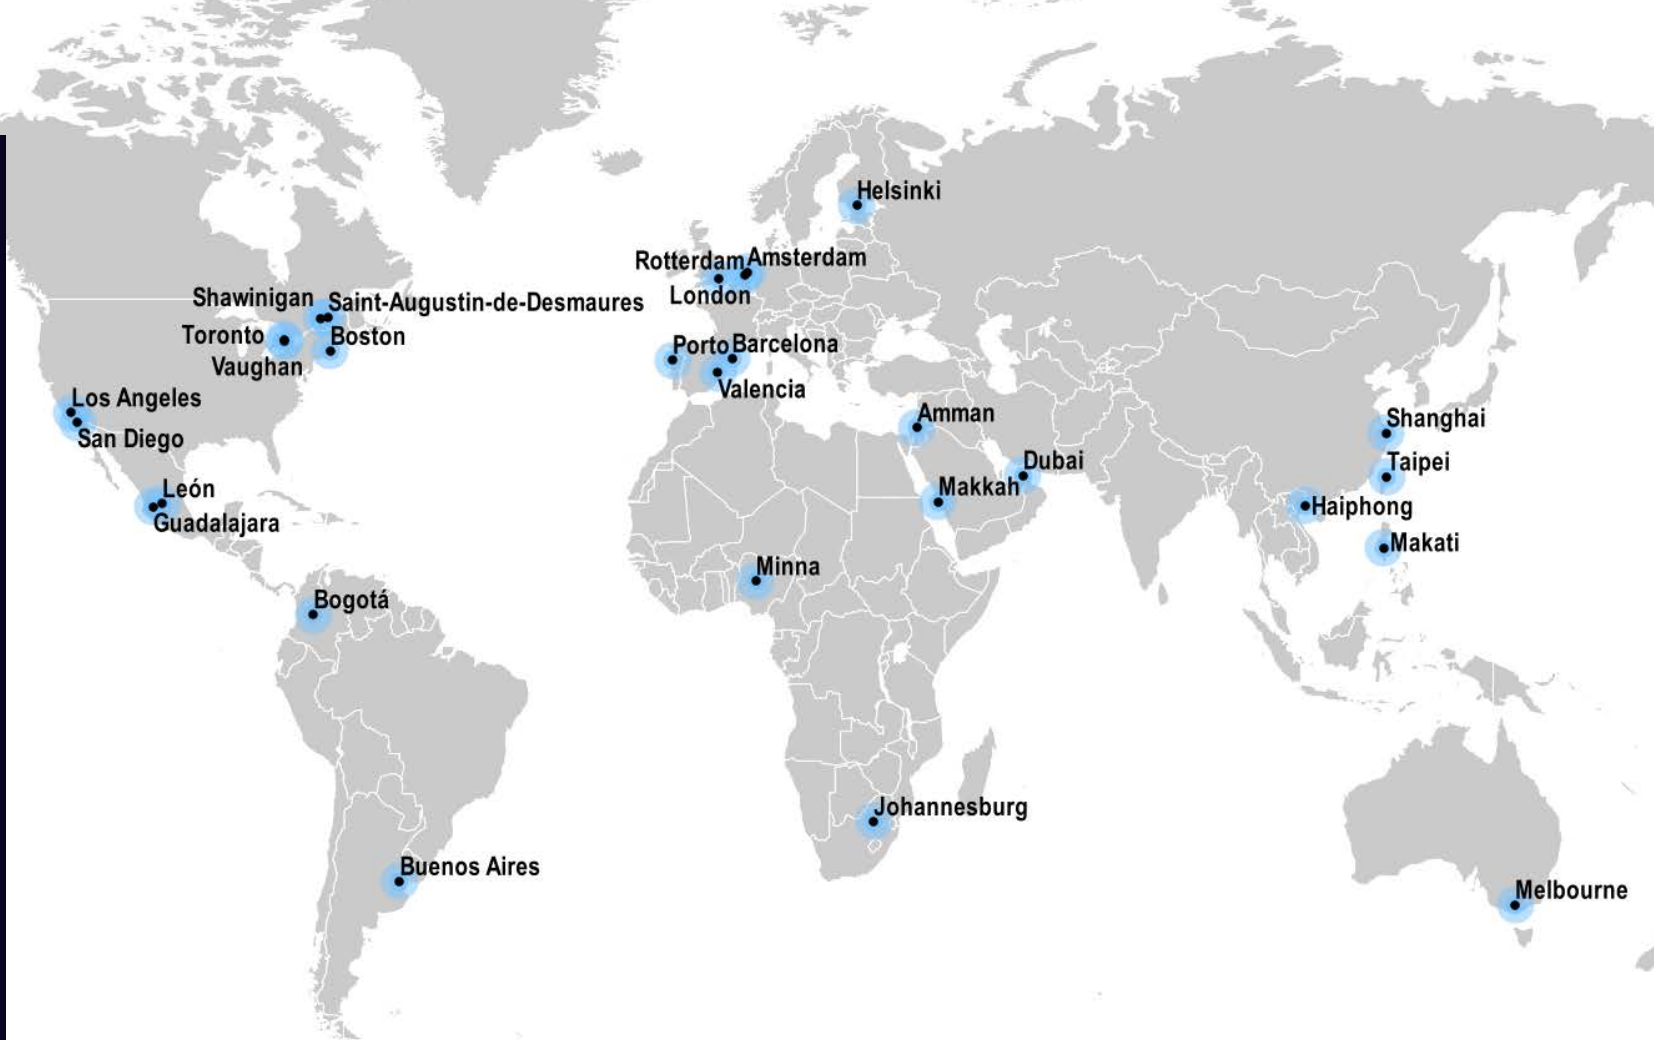 Helsinki
Rotterdam
Amsterdam
London
Shawinigan
Saint-Augustin-de-Desmaures
Toronto
Boston
Vaughan
Porto
Barcelona
Valencia
Los Angeles
San Diego
Amman
Shanghai
Dubai
Taipei
León
Makkah
Guadalajara
Haiphong
Makati
Minna
Bogotá
Johannesburg
Buenos Aires
Melbourne